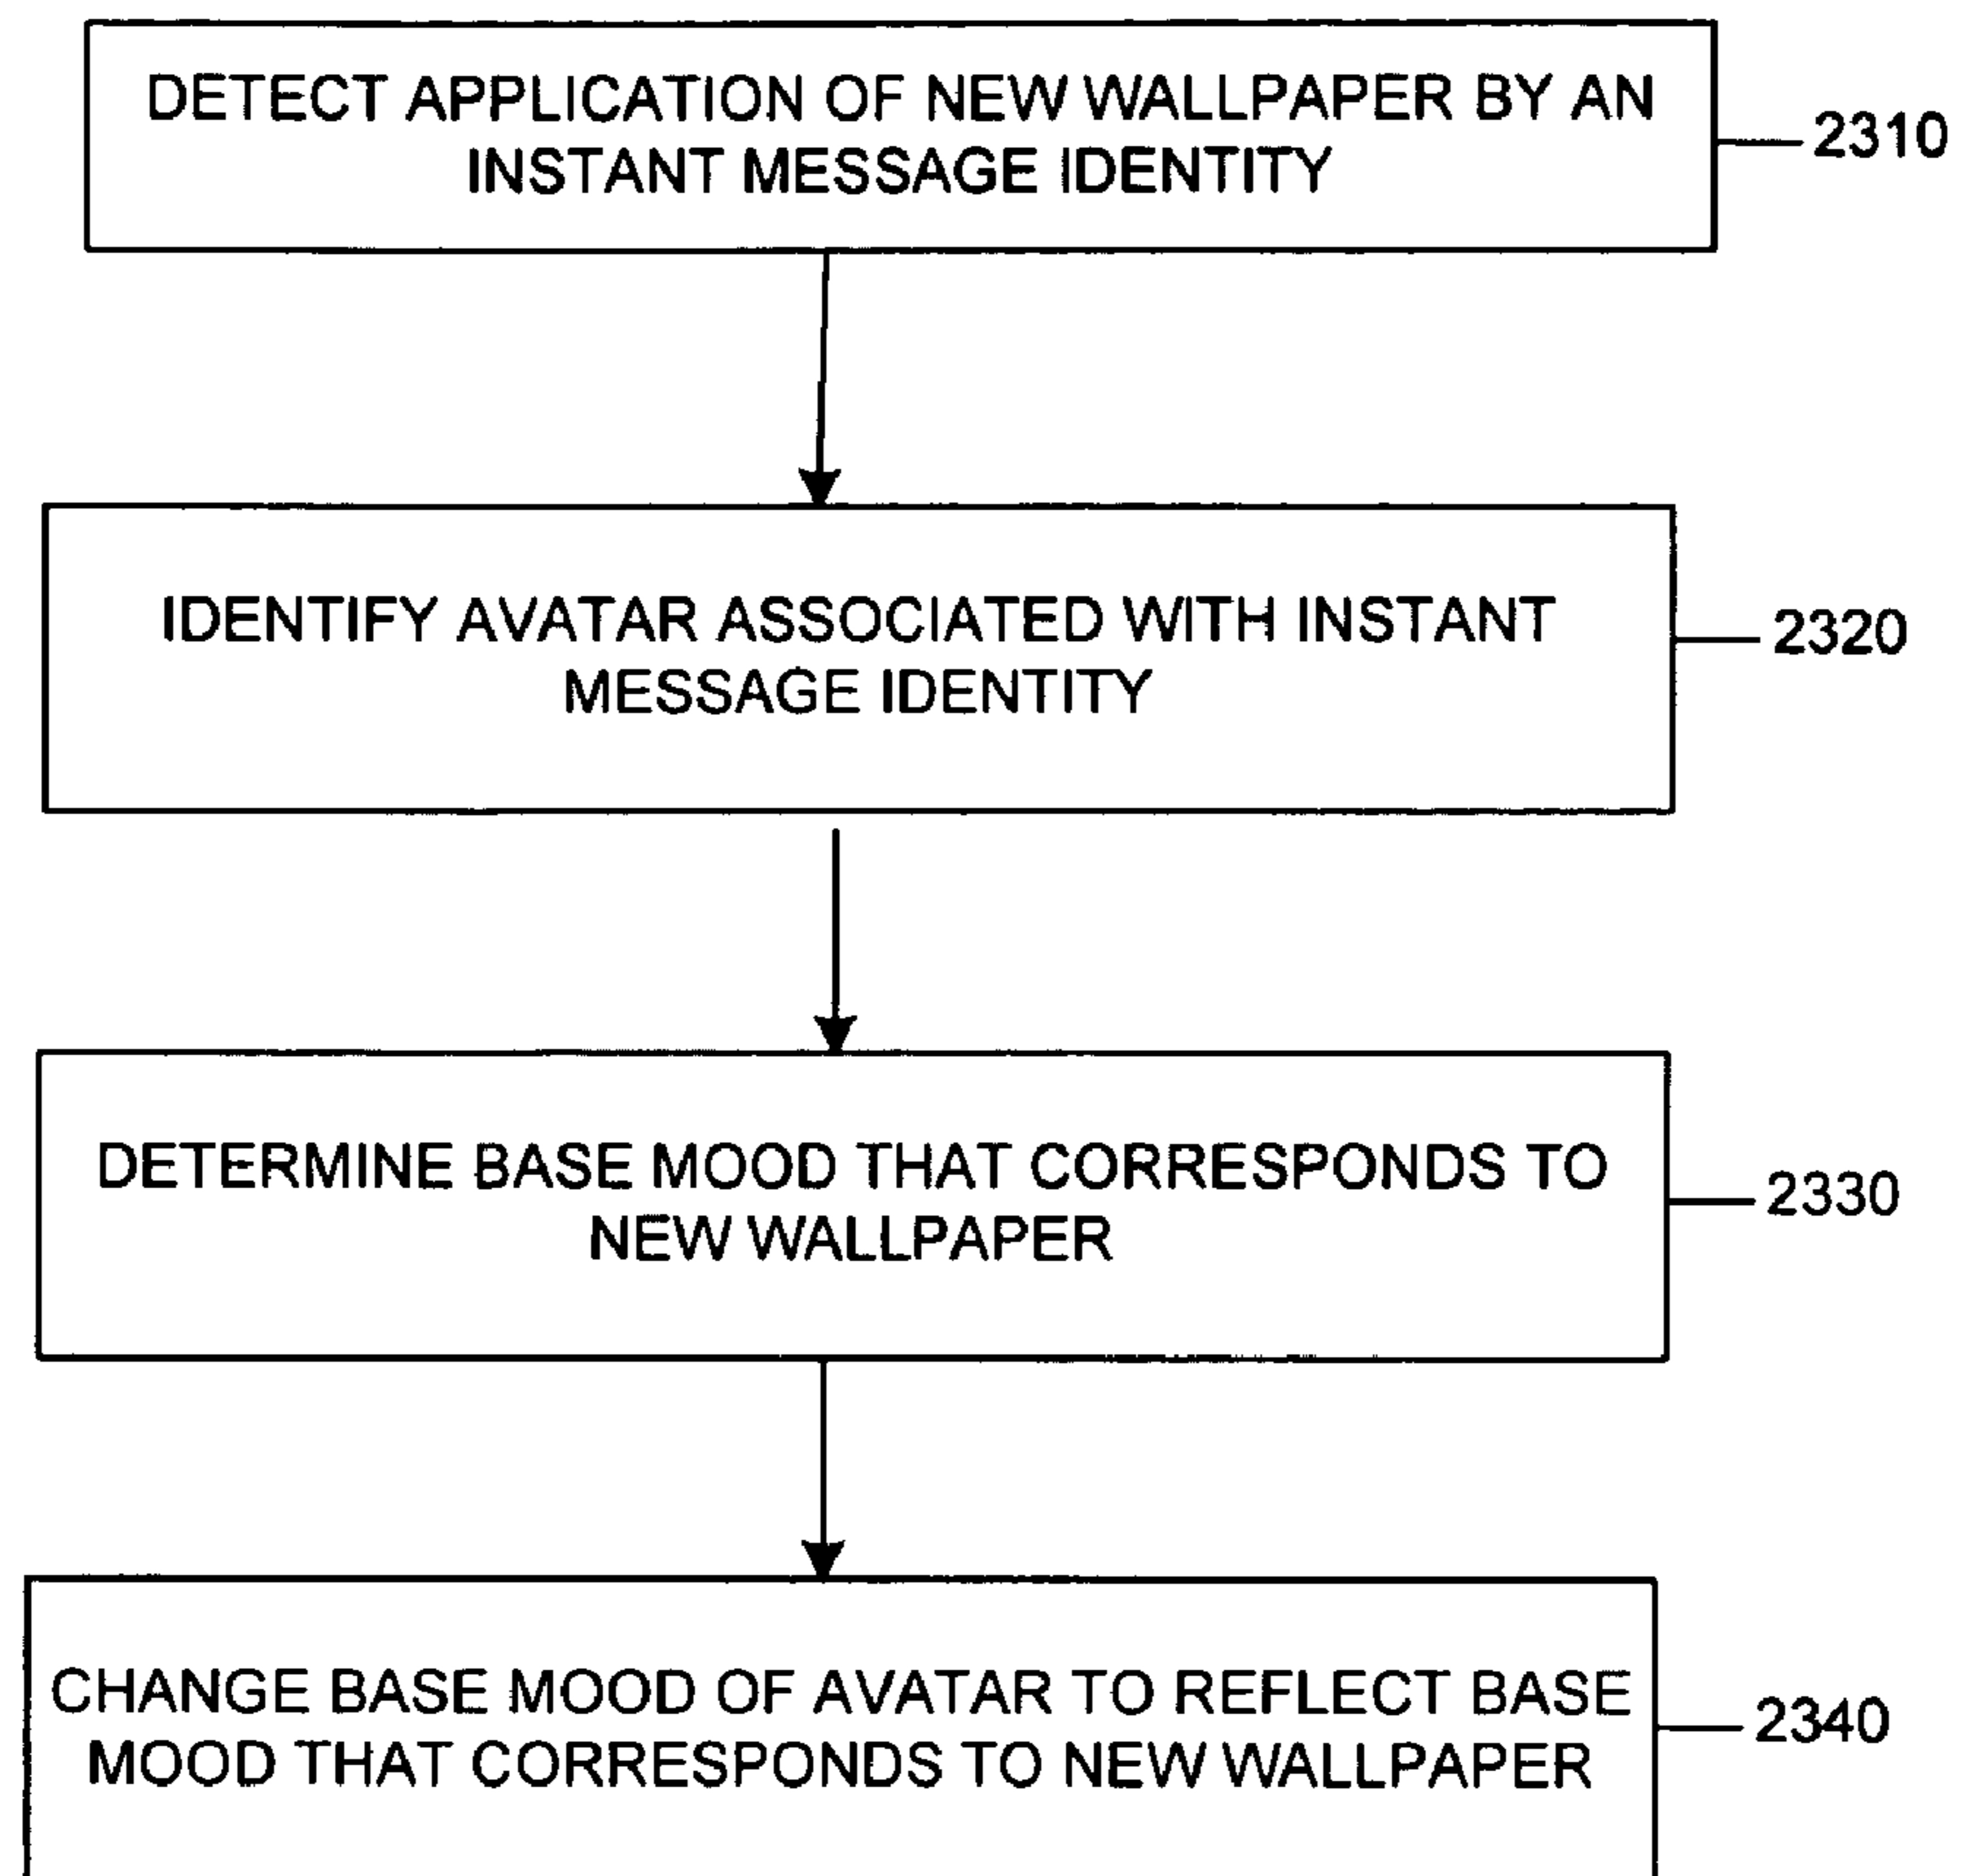 DETECT APPLICATION OF NEW WALLPAPER BY AN
INSTANT MESSAGE IDENTITY
2310
IDENTIFY AVATAR ASSOCIATED WITH INSTANT
MESSAGE IDENTITY
2320
DETERMINE BASE MOOD THAT CORRESPONDS TO
NEW WALLPAPER
2330
CHANGE BASE MOOD OF AVATAR TO REFLECT BASE
MOOD THAT CORRESPONDS TO NEW WALLPAPER
2340